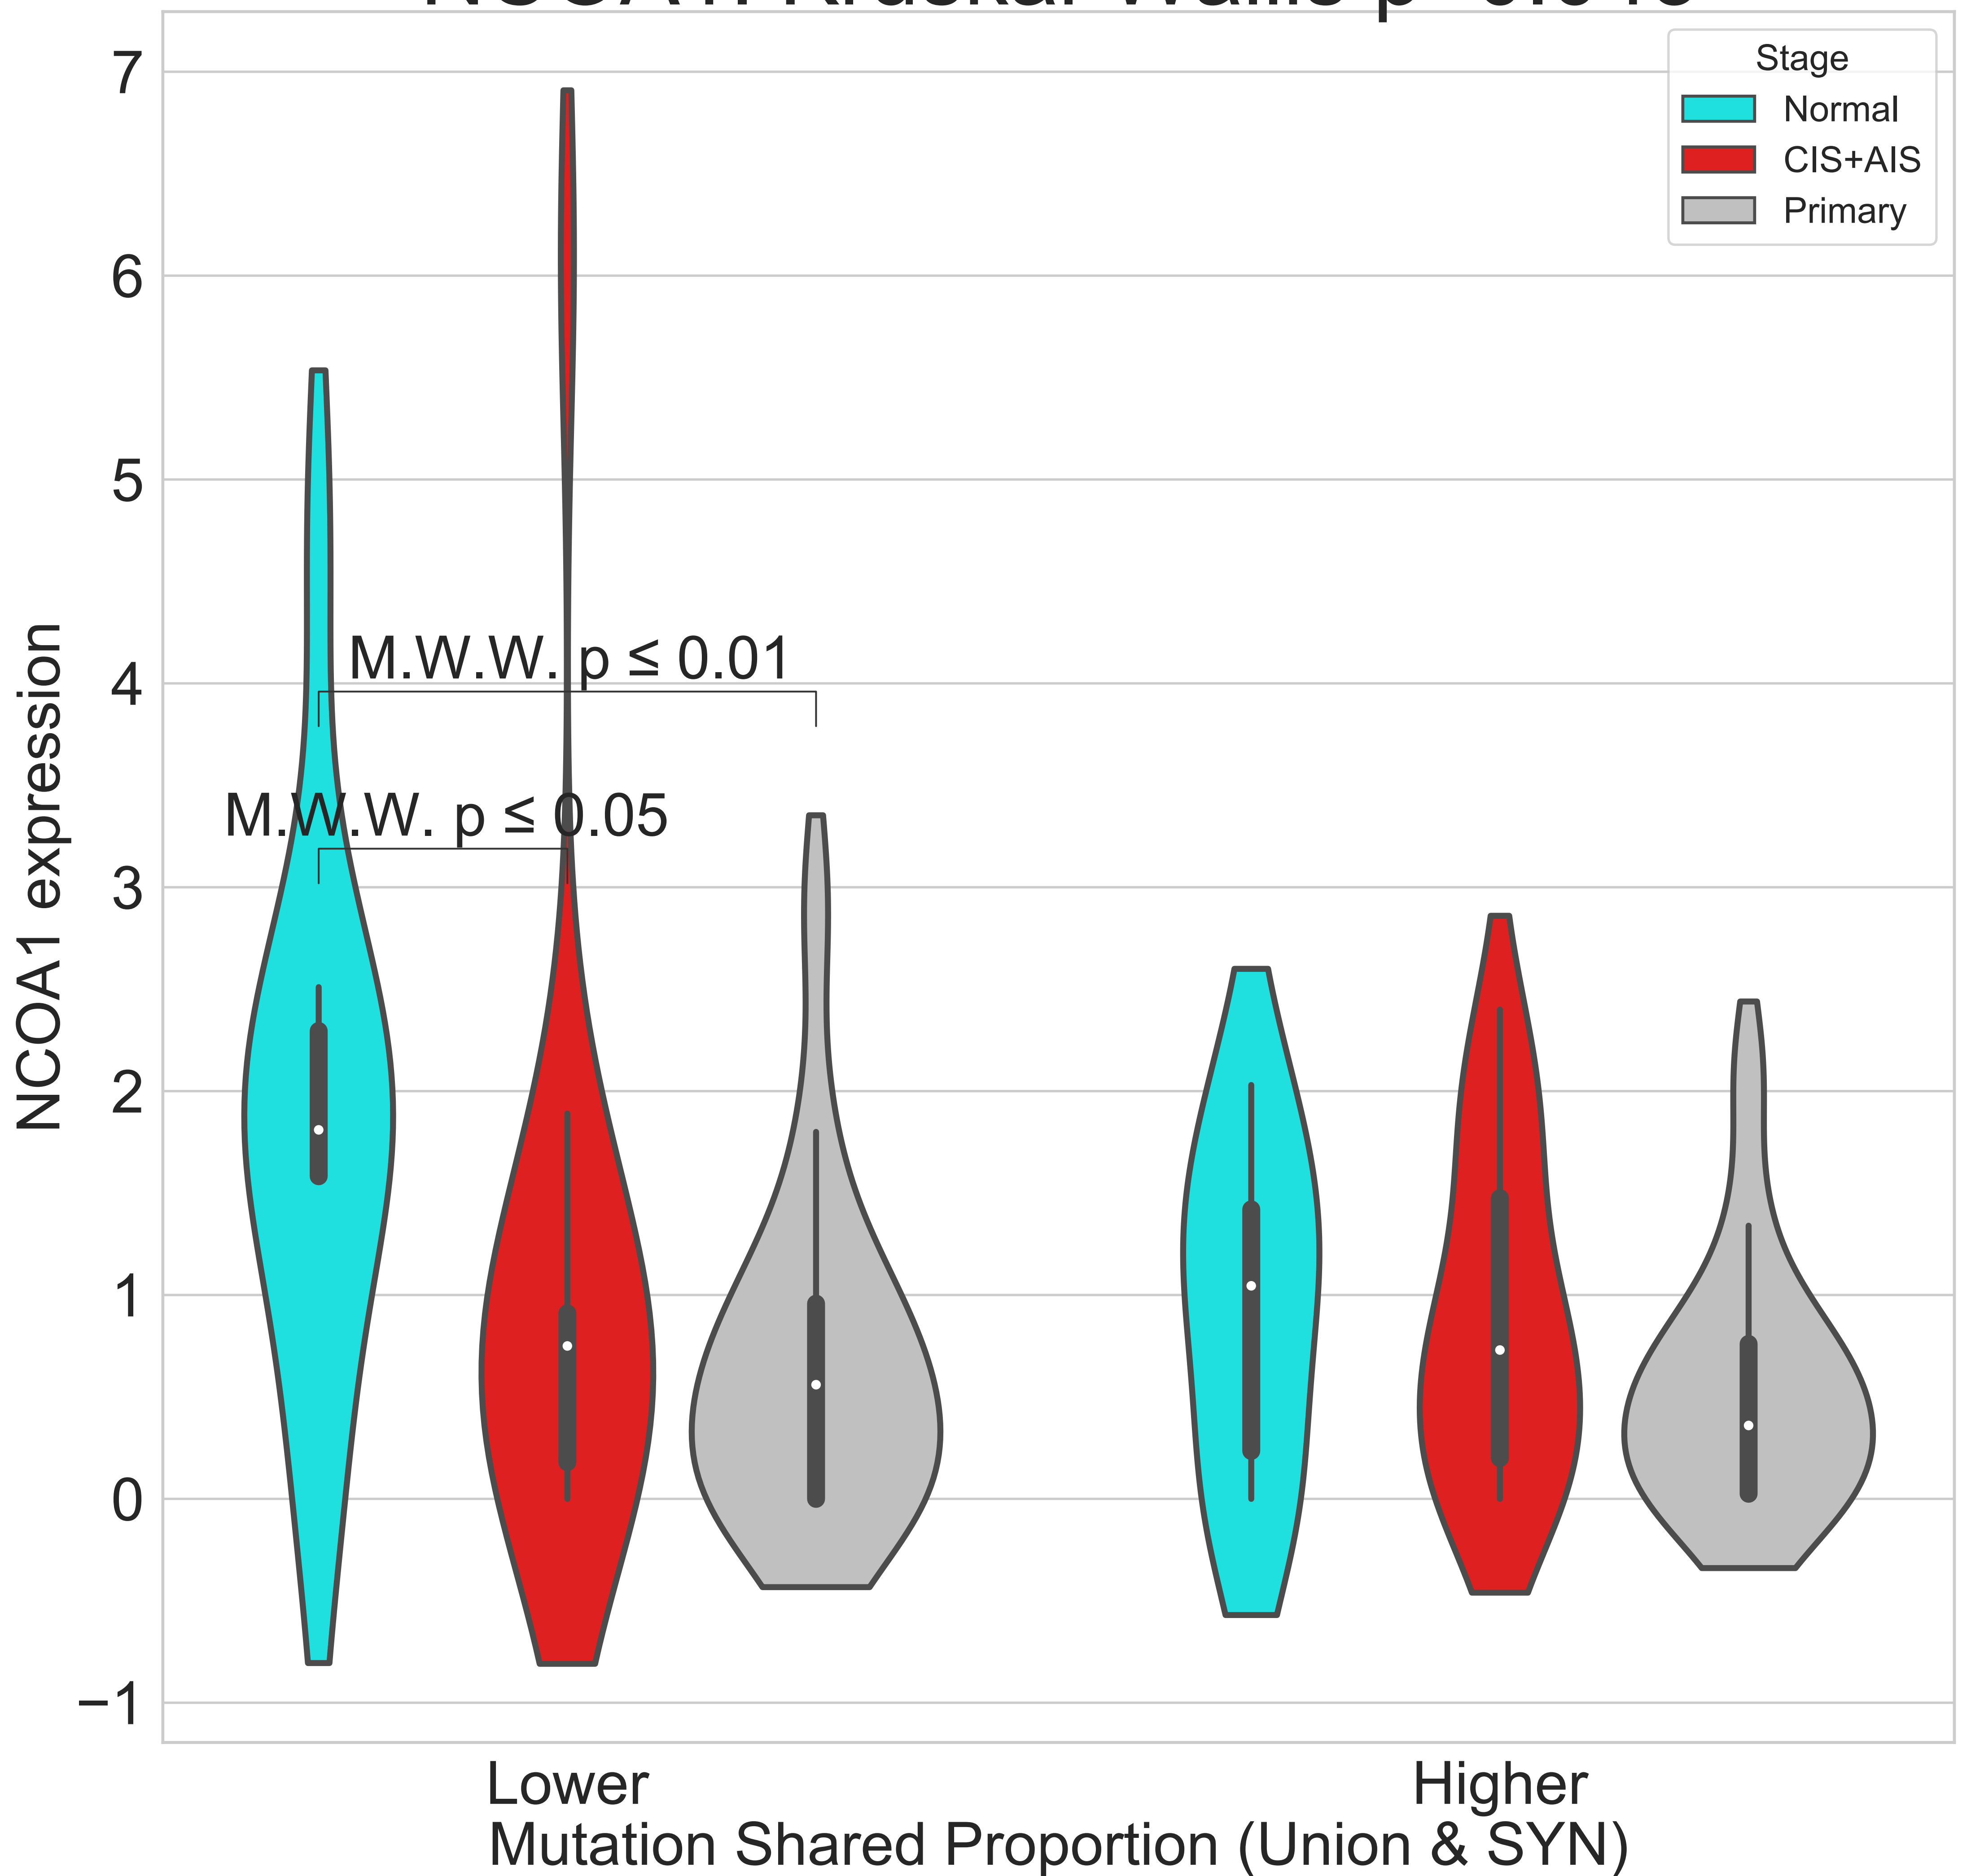 7
6
5
4
3
2
1
0
−1
NCOA1 expression
Stage
Normal
CIS+AIS
Primary
M.W.W. p ≤ 0.01
M.W.W. p ≤ 0.05
Lower
Higher
Mutation Shared Proportion (Union & SYN)